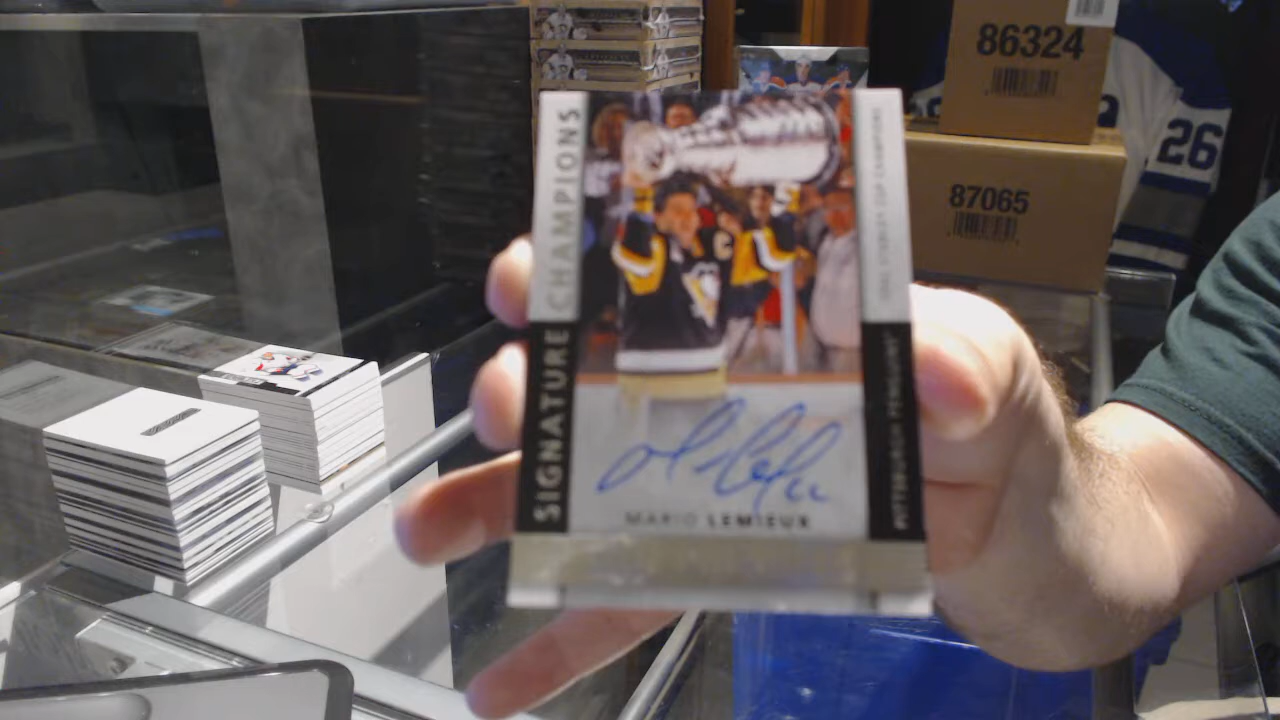 86324
87065
26
SIGNATURE CHAMPIONS
C
MARIO LEMIEUX
PITTSBURGH PENGUINS